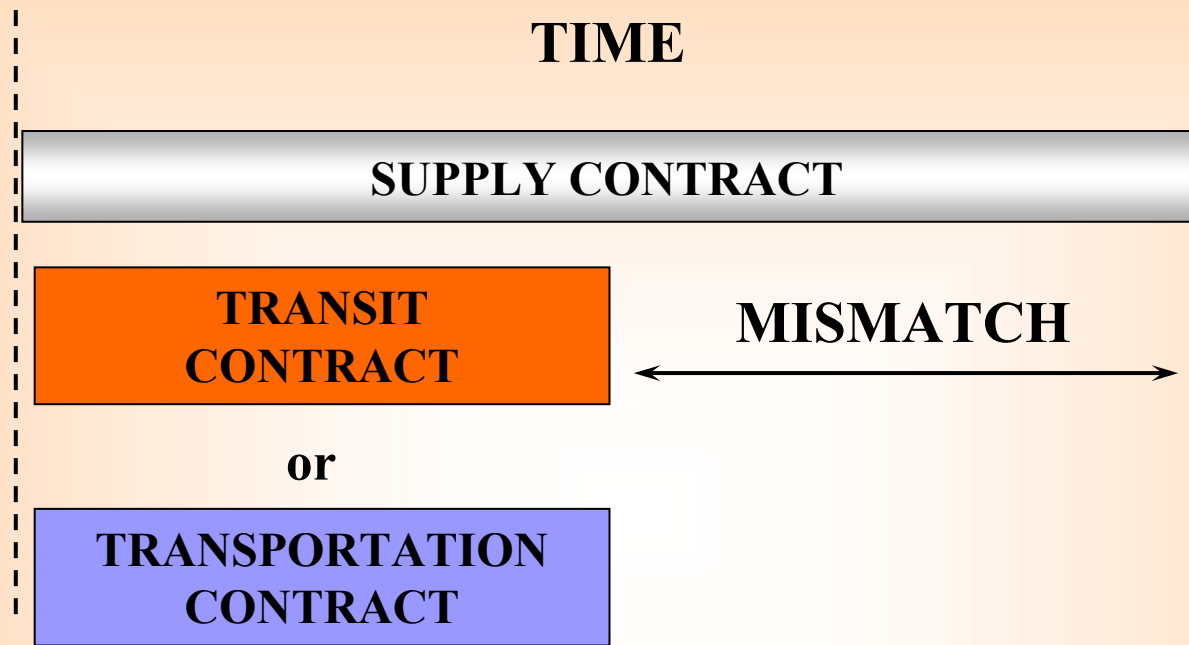 TIME
SUPPLY CONTRACT
TRANSIT
CONTRACT
MISMATCH
or
TRANSPORTATION
CONTRACT